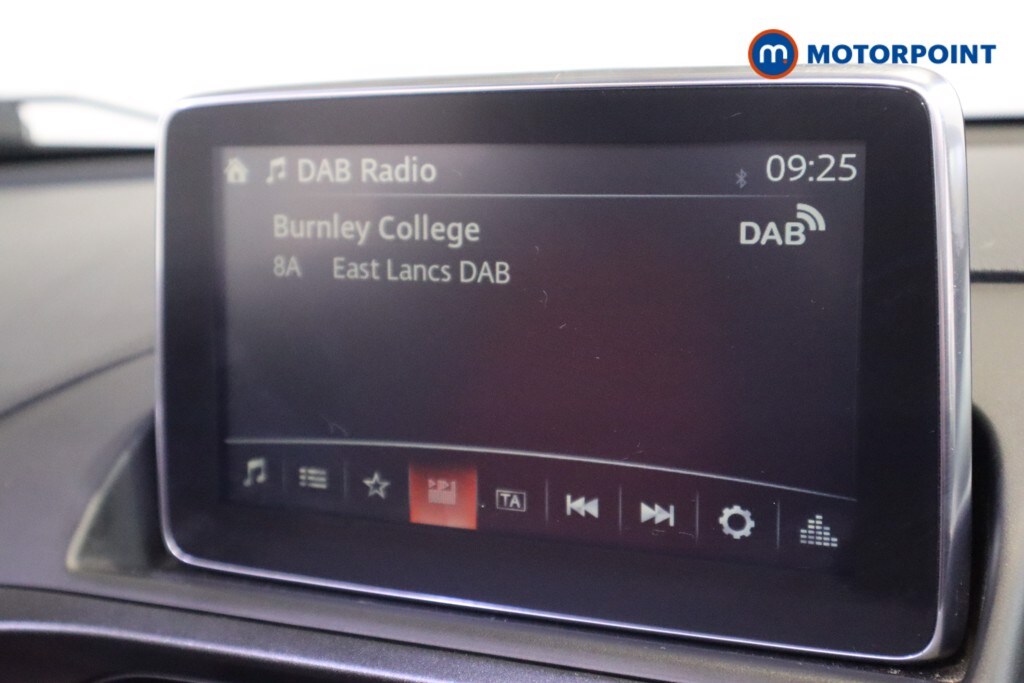 MOTORPOINT
DAB Radio 09:25
Burnley College DAB
8A East Lancs DAB
TA